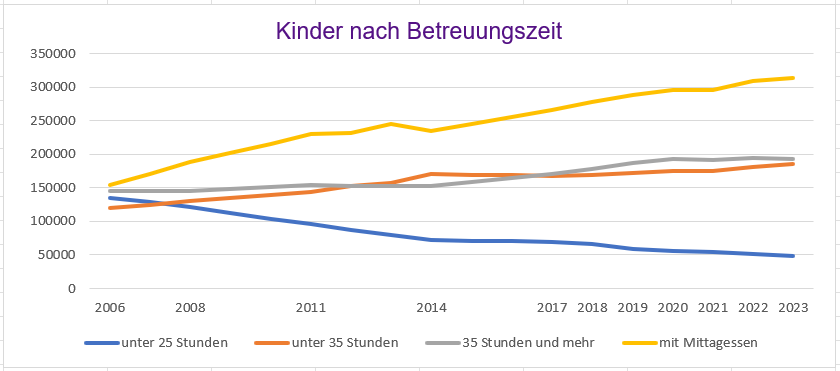 Kinder nach Betreuungszeit
350000
300000
250000
200000
150000
100000
50000
0
2006 2008 2011 2014 2017 2018 2019 2020 2021 2022 2023
unter 25 Stunden unter 35 Stunden 35 Stunden und mehr mit Mittagessen